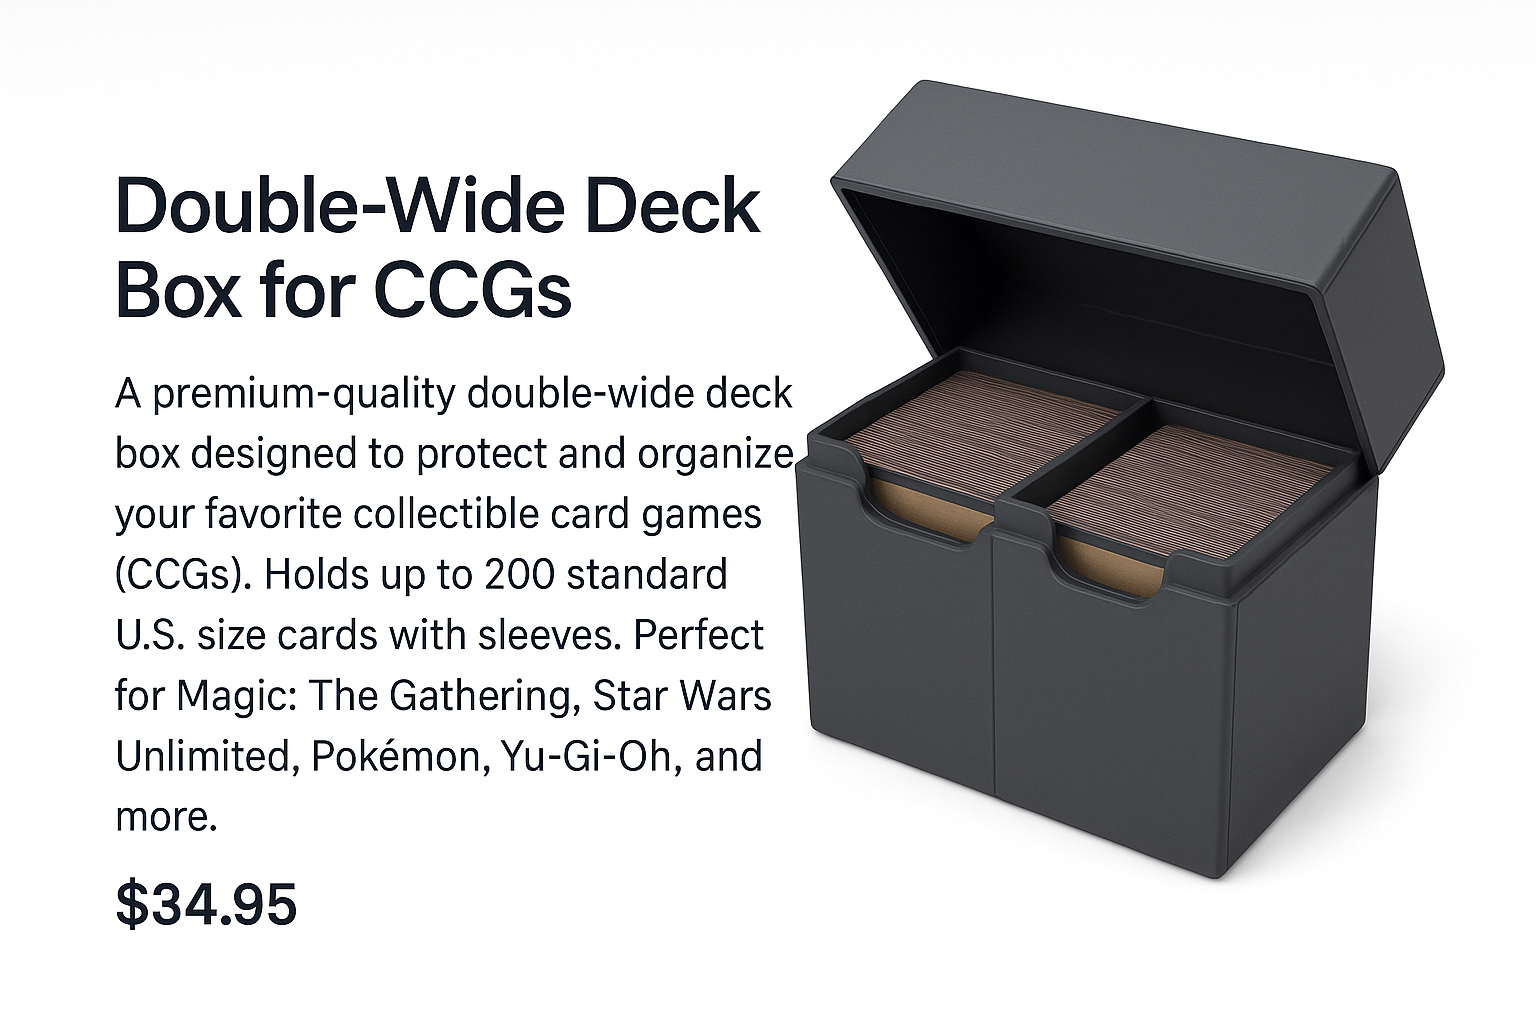 Double-Wide Deck
Box for CCGs
A premium-quality double-wide deck
box designed to protect and organize
your favorite collectible card games
(CCGs). Holds up to 200 standard
U.S. size cards with sleeves. Perfect
for Magic: The Gathering, Star Wars
Unlimited, Pokémon, Yu-Gi-Oh, and
more.
$34.95